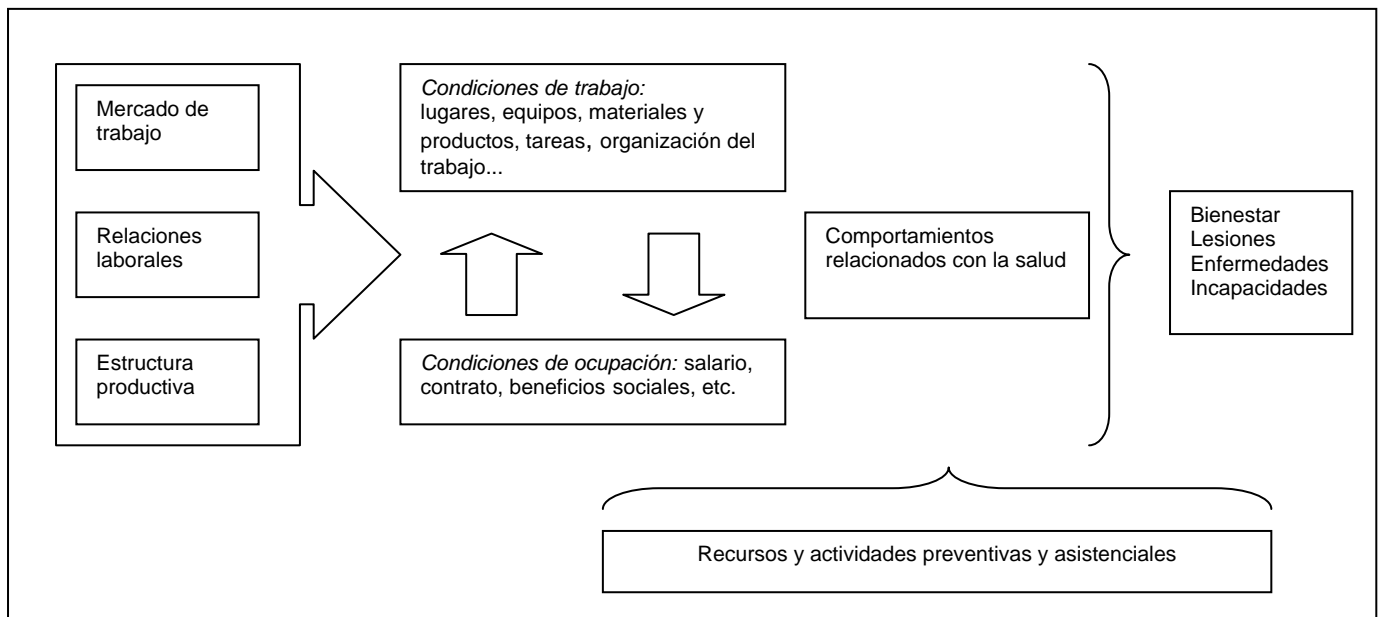 Mercado de
trabajo
Relaciones
laborales
Estructura
productiva
Condiciones de trabajo:
lugares, equipos, materiales y
productos, tareas, organización del
trabajo...
Condiciones de ocupación: salario,
contrato, beneficios sociales, etc.
Comportamientos
relacionados con la salud
Bienestar
Lesiones
Enfermedades
Incapacidades
Recursos y actividades preventivas y asistenciales